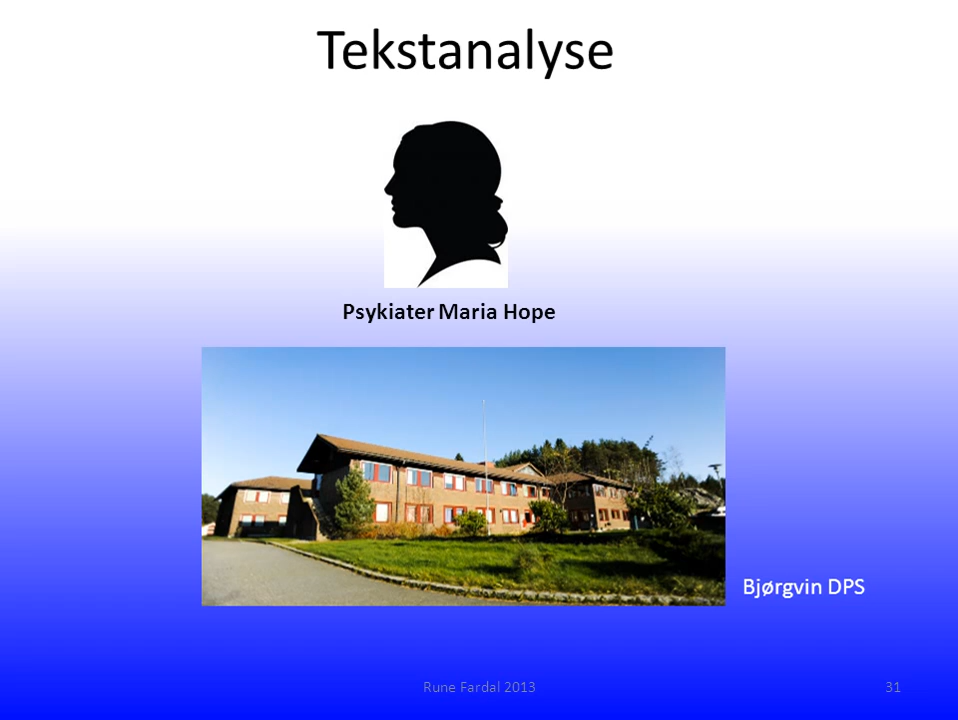 Tekstanalyse
Psykiater Maria Hope
Bjørgvin DPS
Rune Fardal 2013
31